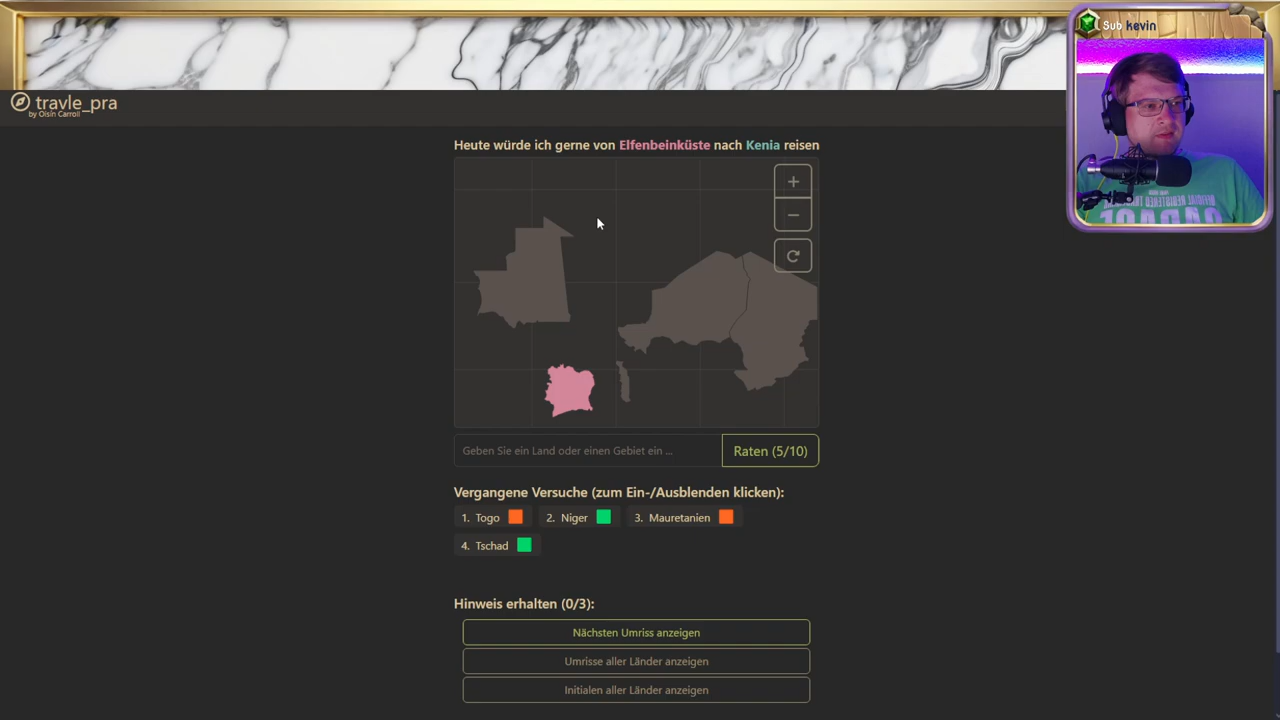 Sub kevin
travle_pra
by Oisín Carroll
Heute würde ich gerne von Elfenbeinküste nach Kenia reisen
+
−
Geben Sie ein Land oder einen Gebiet ein ...
Raten (5/10)
Vergangene Versuche (zum Ein-/Ausblenden klicken):
1. Togo
2. Niger
3. Mauretanien
4. Tschad
Hinweis erhalten (0/3):
Nächsten Umriss anzeigen
Umrisse aller Länder anzeigen
Initialen aller Länder anzeigen